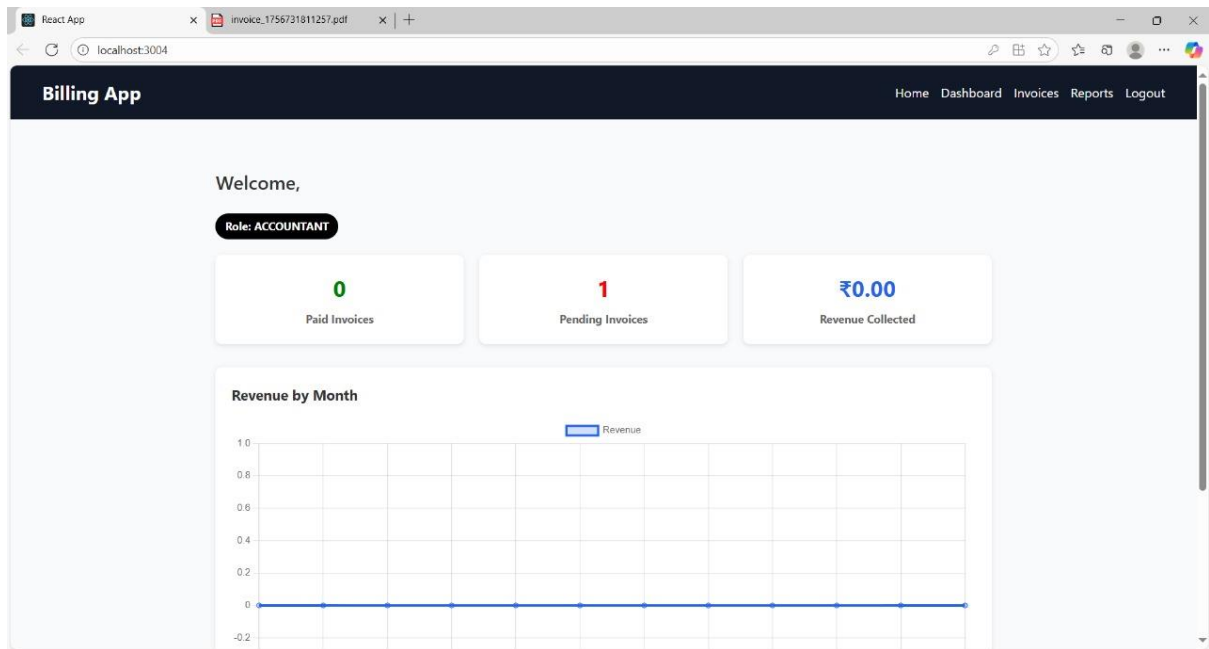 React App
invoice_1756731811257.pdf
localhost:3004
Billing App
Home Dashboard Invoices Reports Logout
Welcome,
Role: ACCOUNTANT
0 1 ₹0.00
Paid Invoices Pending Invoices Revenue Collected
Revenue by Month
Revenue
1.0
0.8
0.6
0.4
0.2
0
-0.2